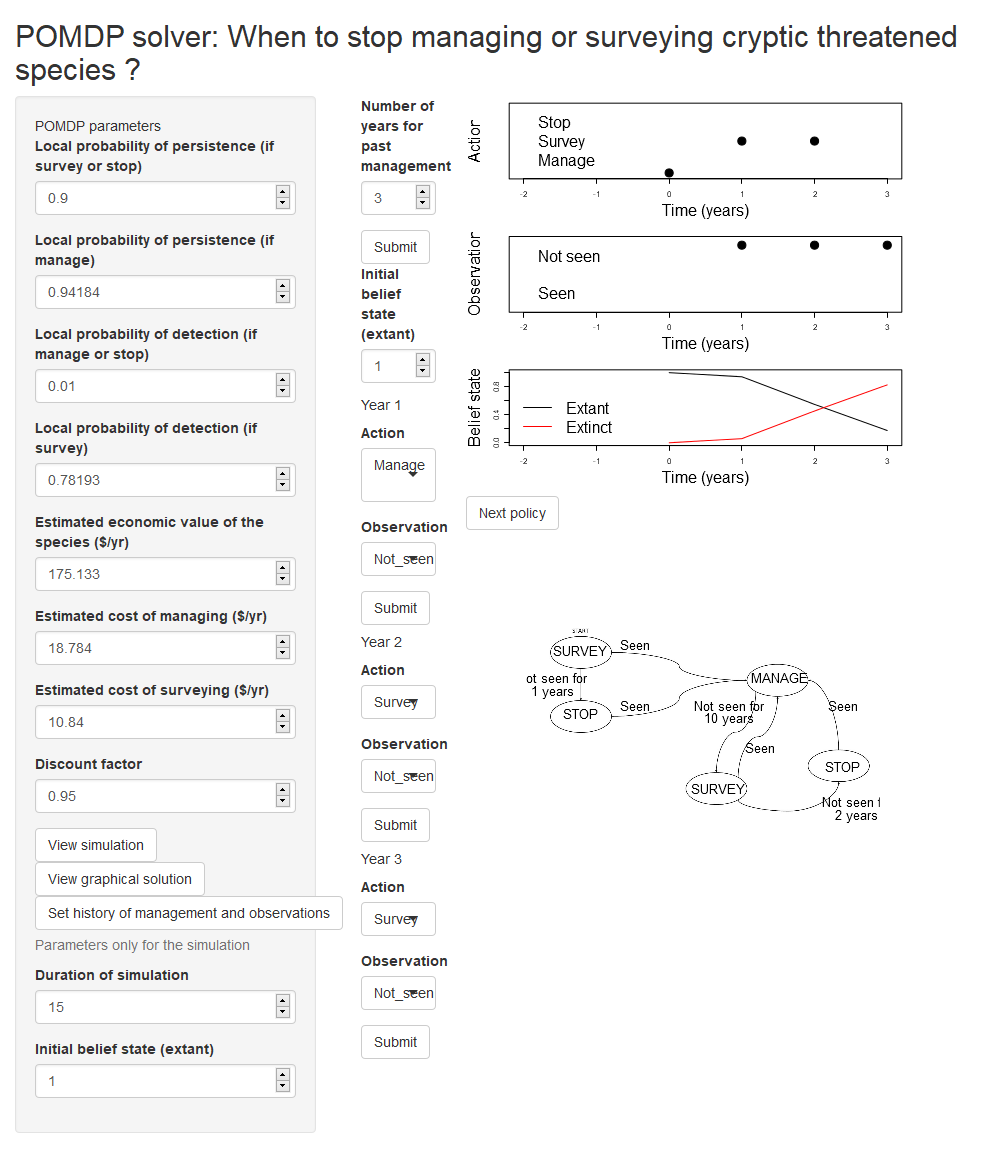 POMDP solver: When to stop managing or surveying cryptic threatened
species ?
POMDP parameters
Local probability of persistence (if
survey or stop)
0.9
Local probability of persistence (if
manage)
0.94184
Local probability of detection (if
manage or stop)
0.01
Local probability of detection (if
survey)
0.78193
Estimated economic value of the
species ($/yr)
175.133
Estimated cost of managing ($/yr)
18.784
Estimated cost of surveying ($/yr)
10.84
Discount factor
0.95
View simulation
View graphical solution
Set history of management and observations
Parameters only for the simulation
Duration of simulation
15
Initial belief state (extant)
1
Number of
years for
past
management
3
Submit
Initial
belief
state
(extant)
1
Year 1
Action
Manage
Observation
Not_seen
Submit
Year 2
Action
Survey
Observation
Not_seen
Submit
Year 3
Action
Survey
Observation
Not_seen
Submit
Action
Stop
Survey
Manage
-2 -1 0 1 2 3
Time (years)
Observation
Not seen
Seen
-2 -1 0 1 2 3
Time (years)
Belief state
0.8
0.4
0.0
Extant
Extinct
-2 -1 0 1 2 3
Time (years)
Next policy
START
SURVEY
Seen
ot seen for
1 years
STOP
Seen
MANAGE
Not seen for
10 years
Seen
Seen
SURVEY
STOP
Not seen f
2 years